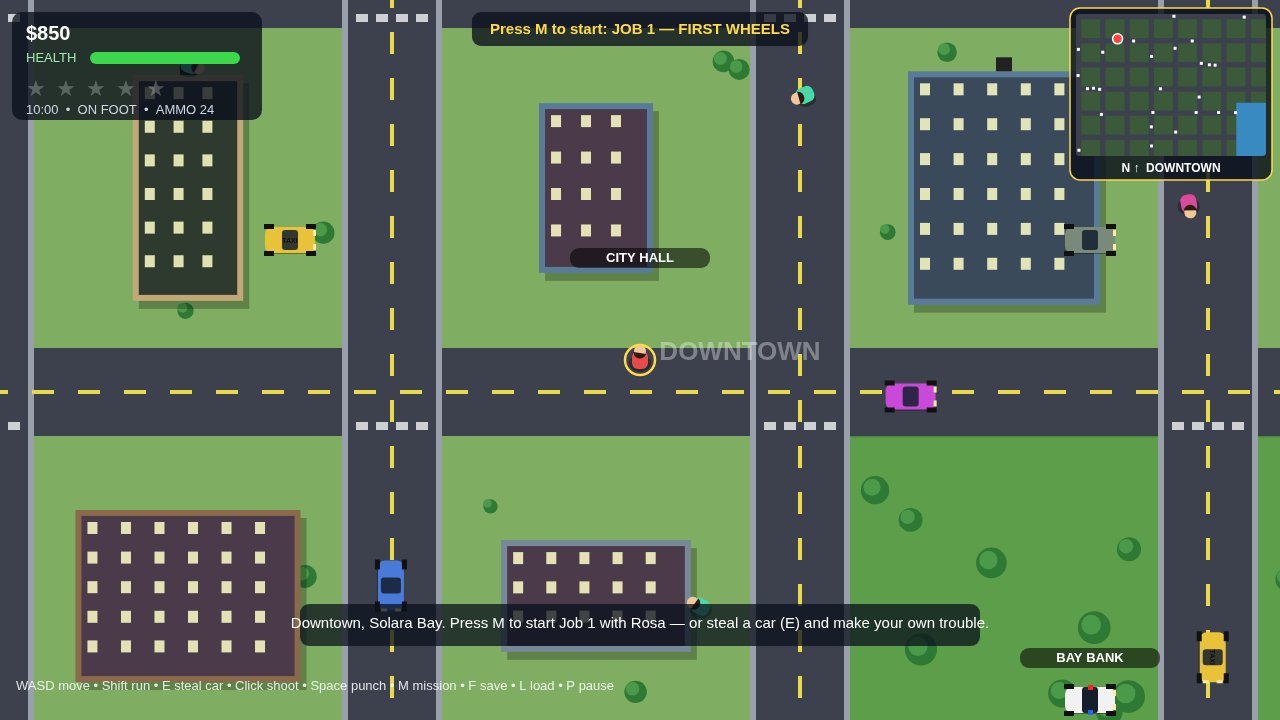 $850
HEALTH
★ ★ ★ ★ ★
10:00 • ON FOOT • AMMO 24
Press M to start: JOB 1 — FIRST WHEELS
N ↑ DOWNTOWN
TAXI
CITY HALL
DOWNTOWN
Downtown, Solara Bay. Press M to start Job 1 with Rosa — or steal a car (E) and make your own trouble.
BAY BANK
TAXI
WASD move • Shift run • E steal car • Click shoot • Space punch • M mission • F save • L load • P pause